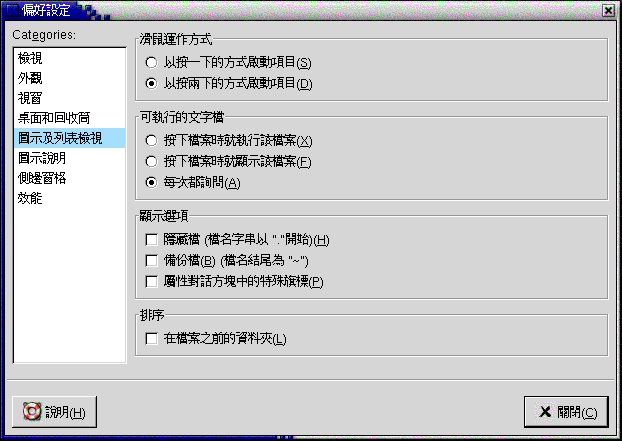 偏好設定
Categories:
檢視
外觀
視窗
桌面和回收筒
圖示及列表檢視
圖示說明
側邊窗格
效能
滑鼠運作方式
以按一下的方式啟動項目(S)
以按兩下的方式啟動項目(D)
可執行的文字檔
按下檔案時就執行該檔案(X)
按下檔案時就顯示該檔案(F)
每次都詢問(A)
顯示選項
隱藏檔 (檔名字串以 "."開始)(H)
備份檔(B) (檔名結尾為 "~")
屬性對話方塊中的特殊旗標(P)
排序
在檔案之前的資料夾(L)
說明(H)
關閉(C)